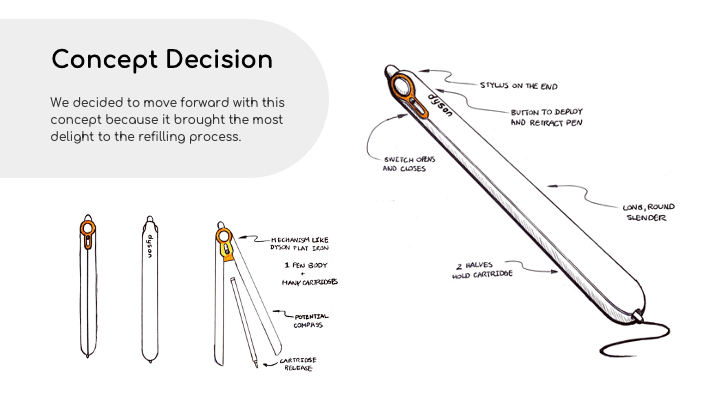 Concept Decision
We decided to move forward with this
concept because it brought the most
delight to the refilling process.
STYLUS ON THE END
dyson
BUTTON TO DEPLOY
AND RETRACT PEN
SWITCH OPENS
AND CLOSES
LONG, ROUND
SLENDER
2 HALVES
HOLD CARTRIDGE
dyson
MECHANISM LIKE
DYSON FLAT IRON
1 PEN BODY
+
MANY CARTRIDGES
POTENTIAL
COMPASS
CARTRIDGE
RELEASE